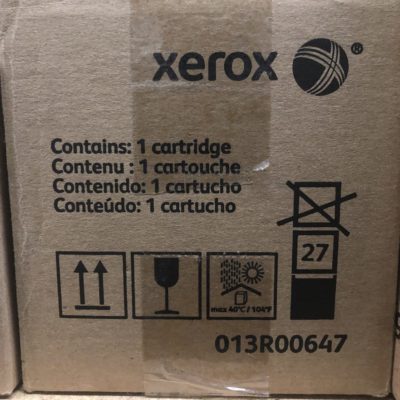 xerox ®
Contains: 1 cartridge
Contenu : 1 cartouche
Contenido: 1 cartucho
Conteúdo: 1 cartucho
27
max 40°C / 104°F
013R00647